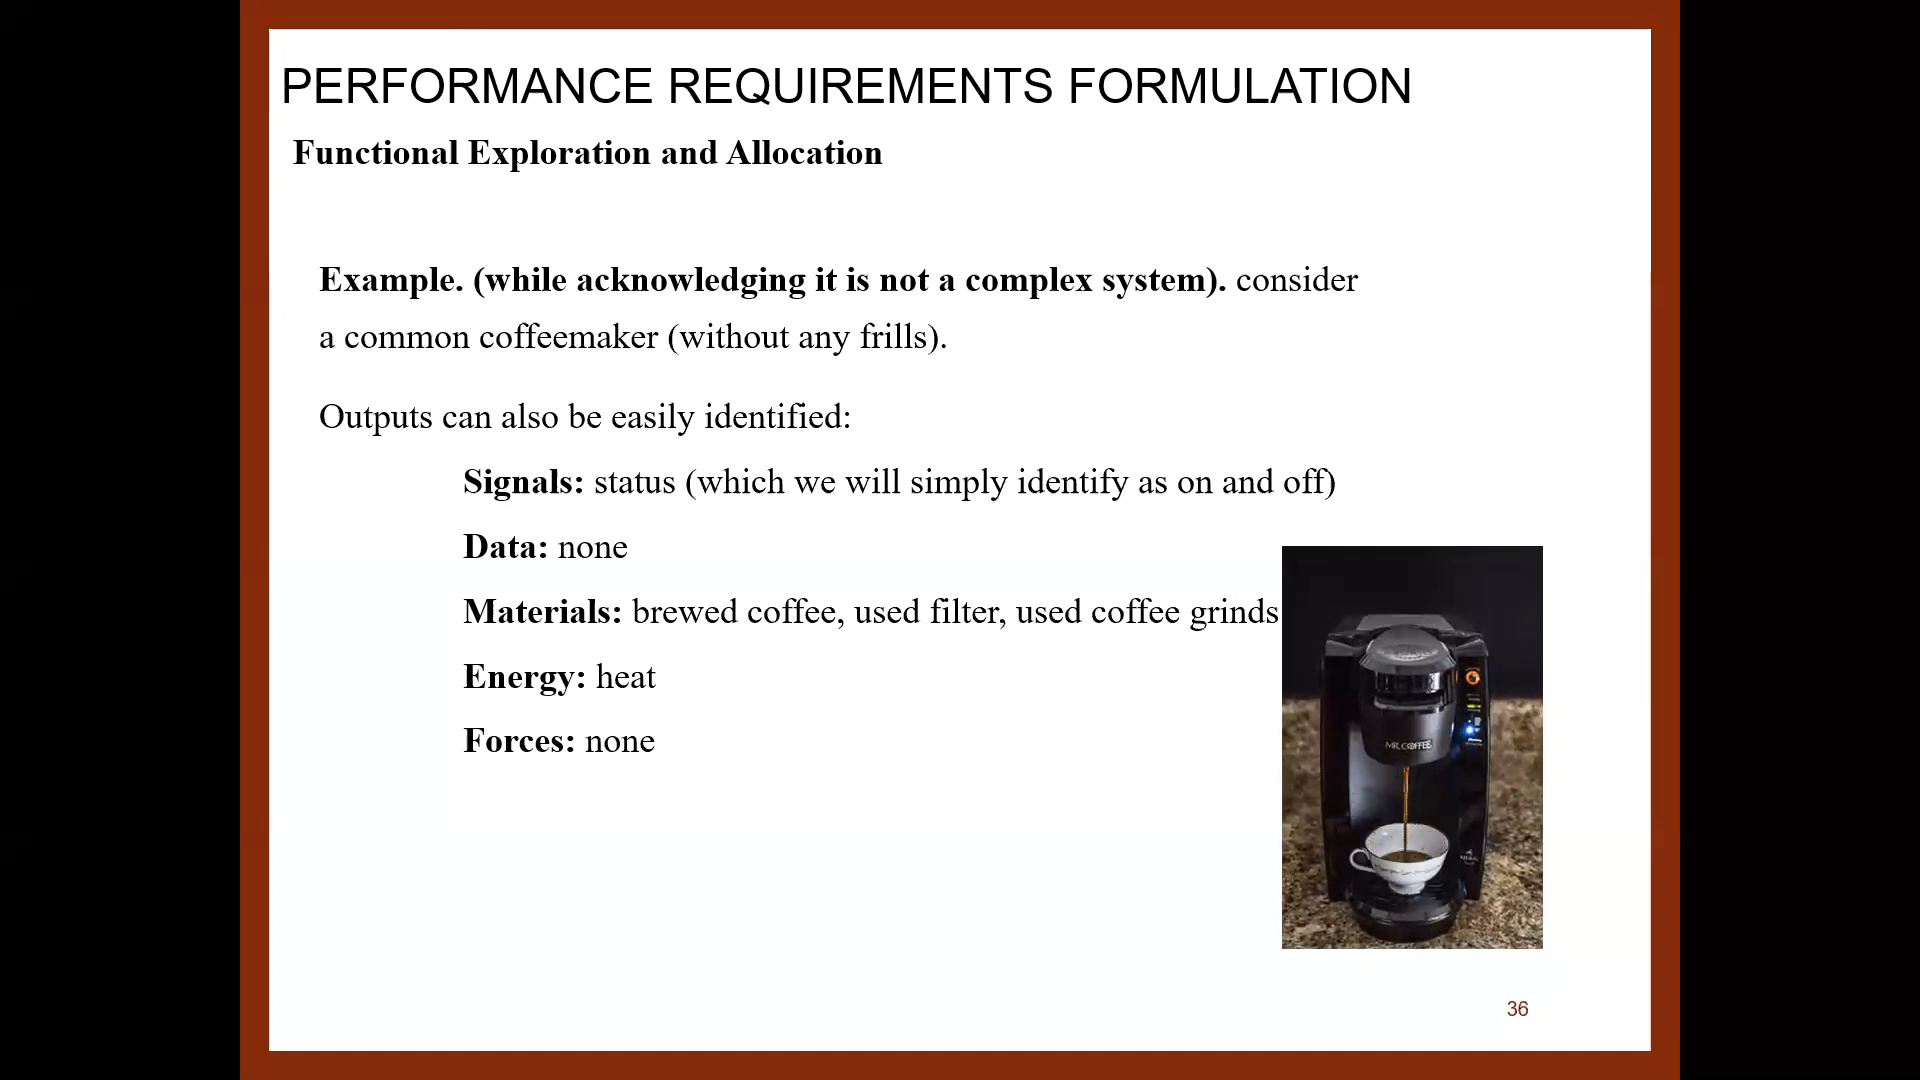 PERFORMANCE REQUIREMENTS FORMULATION
Functional Exploration and Allocation
Example. (while acknowledging it is not a complex system). consider
a common coffeemaker (without any frills).
Outputs can also be easily identified:
Signals: status (which we will simply identify as on and off)
Data: none
Materials: brewed coffee, used filter, used coffee grinds
Energy: heat
Forces: none
MR.COFFEE
36